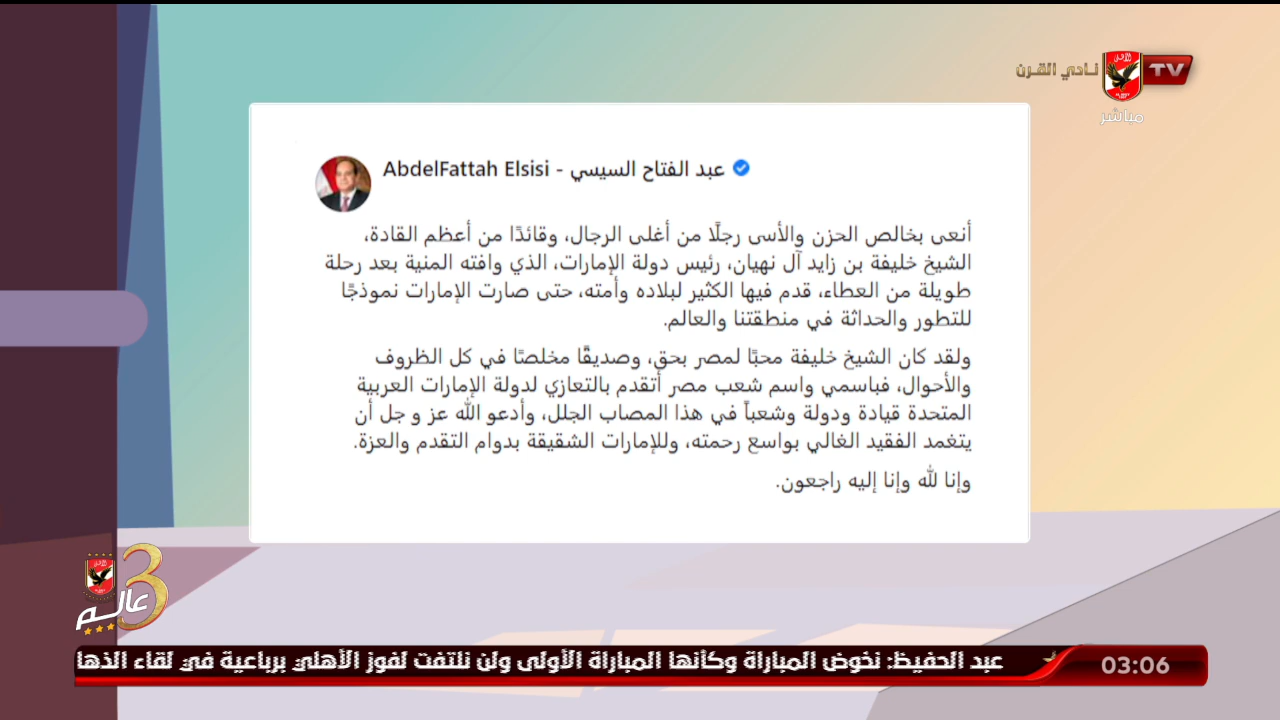 نادي القرن
TV
مباشر
AbdelFattah Elsisi - عبد الفتاح السيسي
أنعى بخالص الحزن والأسى رجلًا من أغلى الرجال، وقائدًا من أعظم القادة،
الشيخ خليفة بن زايد آل نهيان، رئيس دولة الإمارات، الذي وافته المنية بعد رحلة
طويلة من العطاء، قدم فيها الكثير لبلاده وأمته، حتى صارت الإمارات نموذجًا
للتطور والحداثة في منطقتنا والعالم.
ولقد كان الشيخ خليفة محبًا لمصر بحق، وصديقًا مخلصًا في كل الظروف
والأحوال، فباسمي واسم شعب مصر أتقدم بالتعازي لدولة الإمارات العربية
المتحدة قيادة ودولة وشعباً في هذا المصاب الجلل، وأدعو الله عز و جل أن
يتغمد الفقيد الغالي بواسع رحمته، وللإمارات الشقيقة بدوام التقدم والعزة.
وإنا لله وإنا إليه راجعون.
3
عالم
03:06
عبد الحفيظ: نخوض المباراة وكأنها المباراة الأولى ولن نلتفت لفوز الأهلي برباعية في لقاء الذها